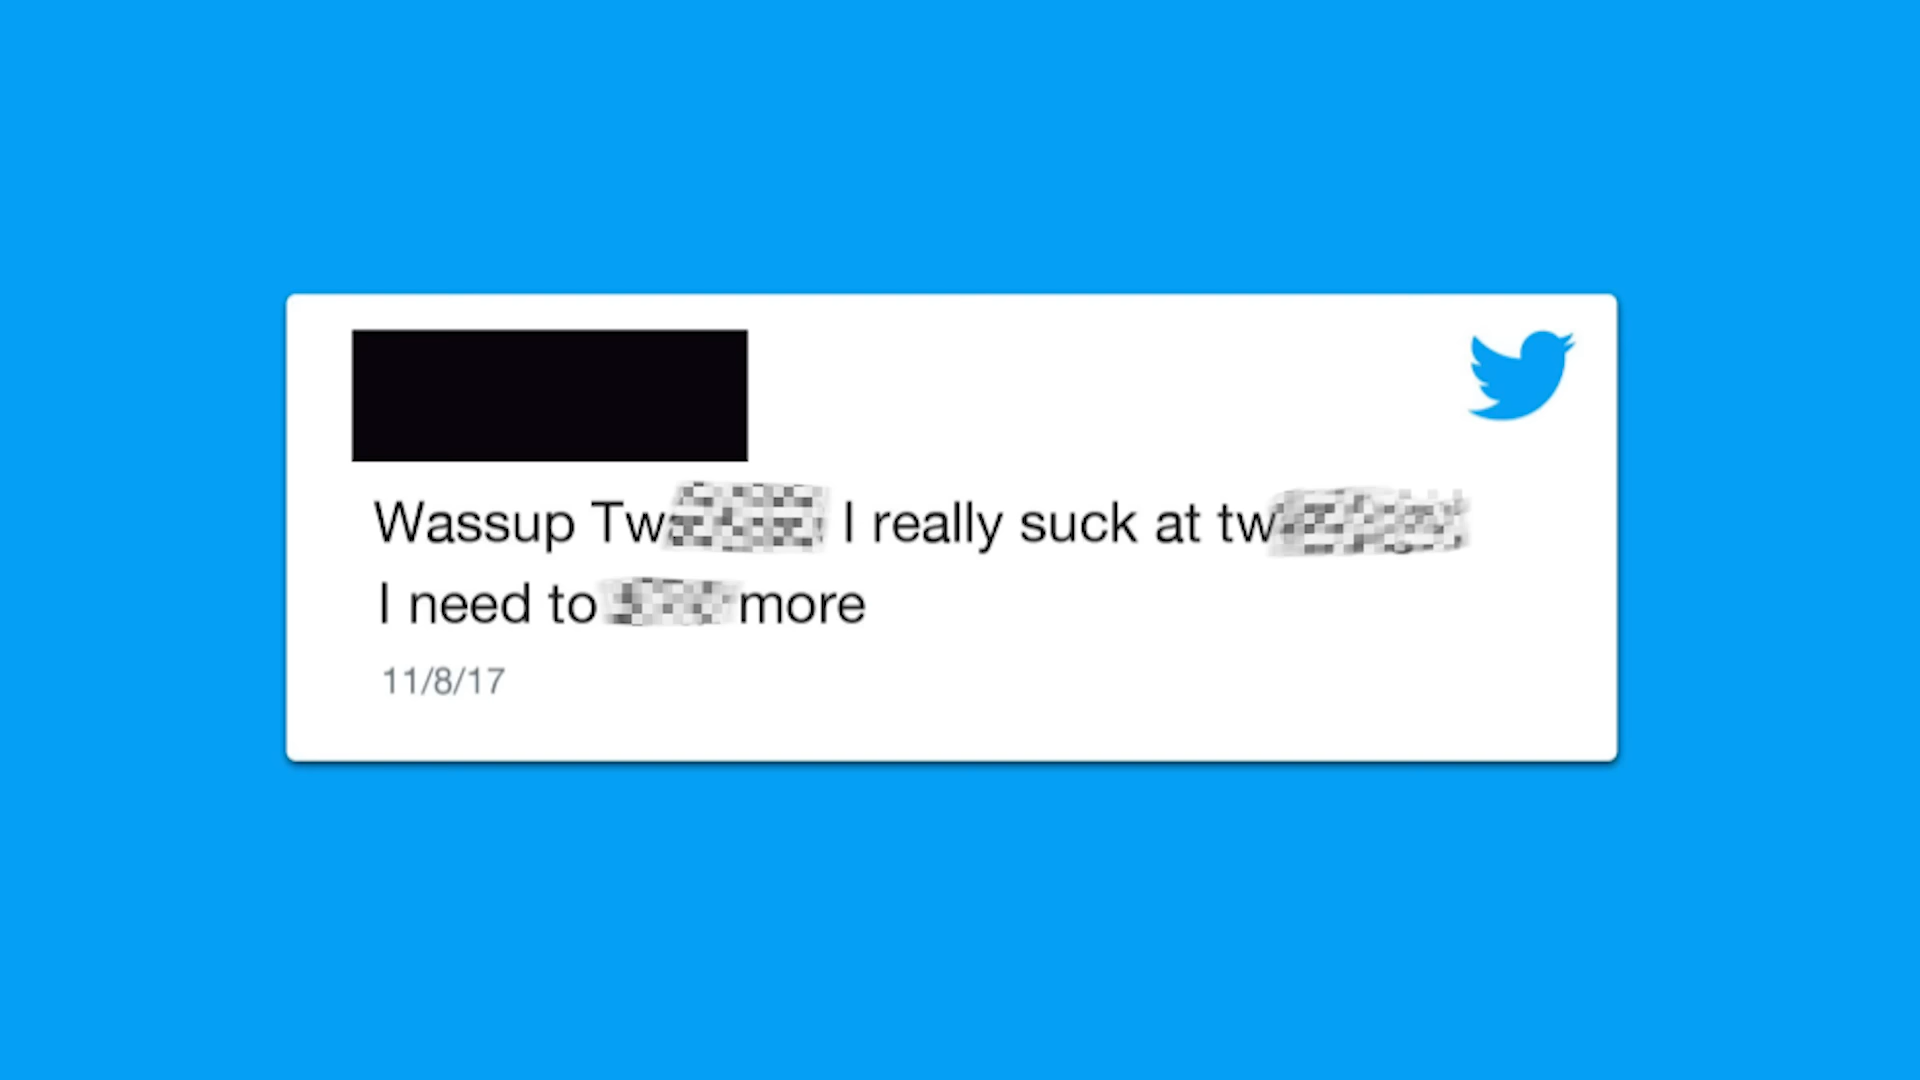 Wassup Tw I really suck at tw
I need to more
11/8/17